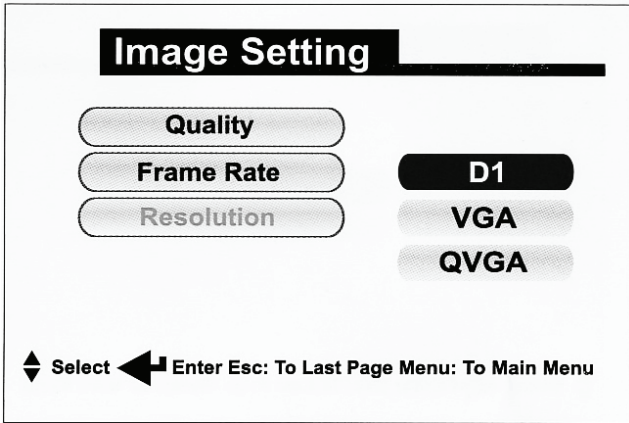 Image Setting
Quality
Frame Rate
D1
Resolution
VGA
QVGA
Select Enter Esc: To Last Page Menu: To Main Menu